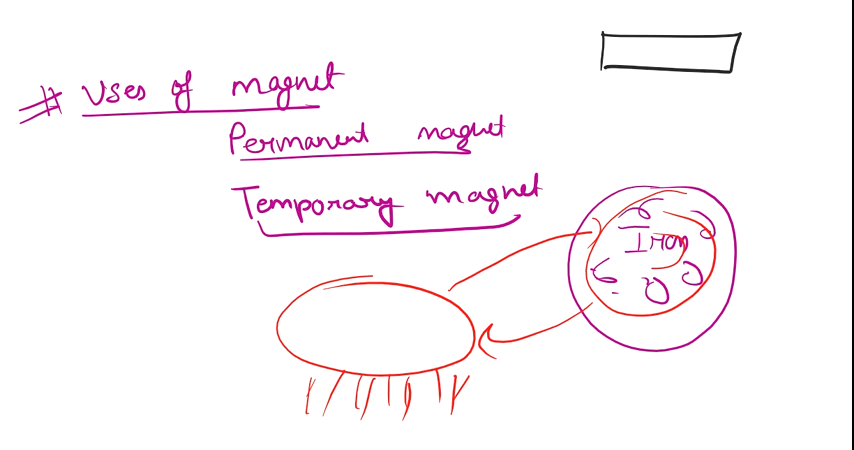 # Uses of magnet
Permanent magnet
Temporary magnet
Iron